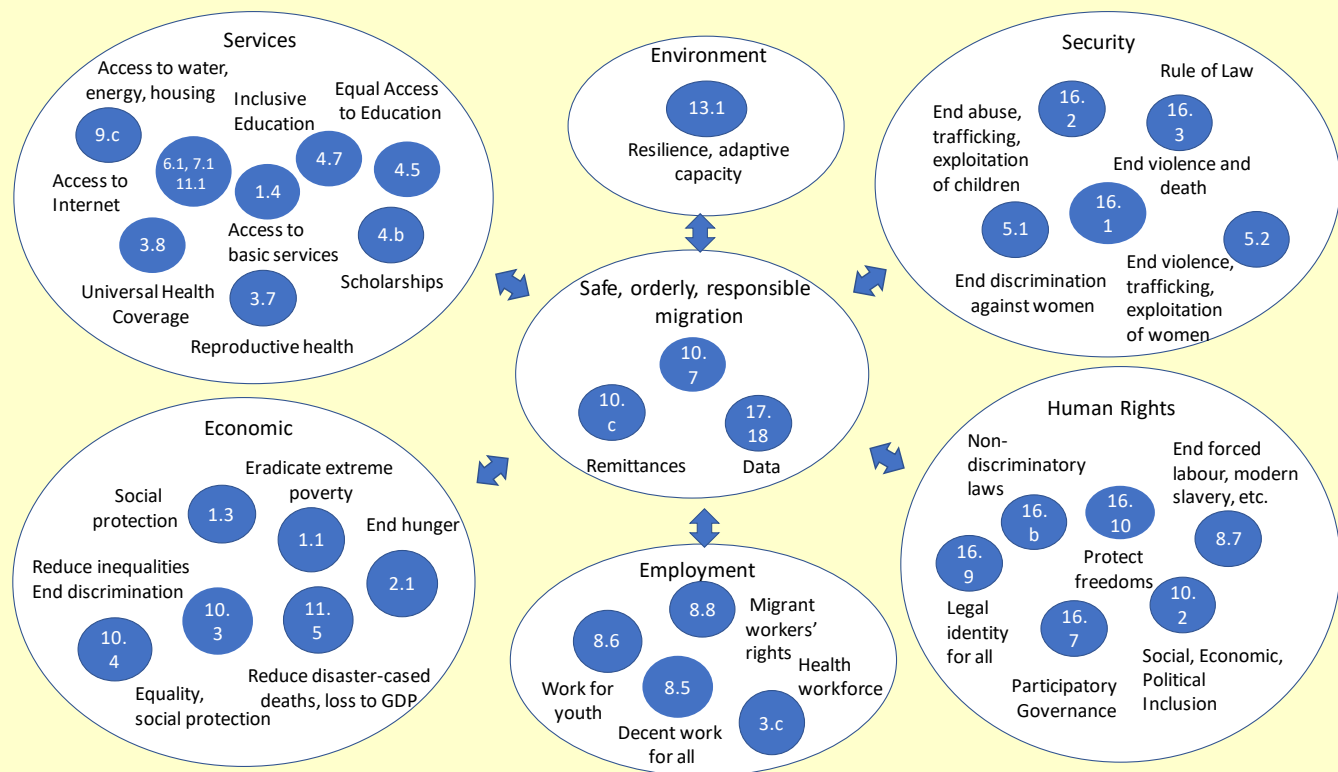 Services
Access to water,
energy, housing
Inclusive
Education
Equal Access
to Education
9.c
6.1, 7.1
11.1
1.4
4.7
4.5
Access to
Internet
3.8
Access to
basic services
4.b
Scholarships
Universal Health
Coverage
3.7
Reproductive health
Environment
13.1
Resilience, adaptive
capacity
Security
Rule of Law
End abuse,
trafficking,
exploitation
of children
16.
2
16.
3
End violence and
death
5.1
16.
1
5.2
End discrimination
against women
End violence,
trafficking,
exploitation
of women
Safe, orderly, responsible
migration
10.
7
10.
c
17.
18
Remittances
Data
Economic
Eradicate extreme
poverty
Social
protection
1.3
1.1
End hunger
2.1
Reduce inequalities
End discrimination
10.
3
11.
5
10.
4
Equality,
social protection
Reduce disaster-cased
deaths, loss to GDP
Employment
8.8
Migrant
workers’
rights
8.6
8.5
Health
workforce
Work for
youth
3.c
Decent work
for all
Human Rights
Non-
discriminatory
laws
End forced
labour, modern
slavery, etc.
16.
b
16.
10
8.7
16.
9
Protect
freedoms
10.
2
Legal
identity
for all
16.
7
Participatory
Governance
Social, Economic,
Political
Inclusion